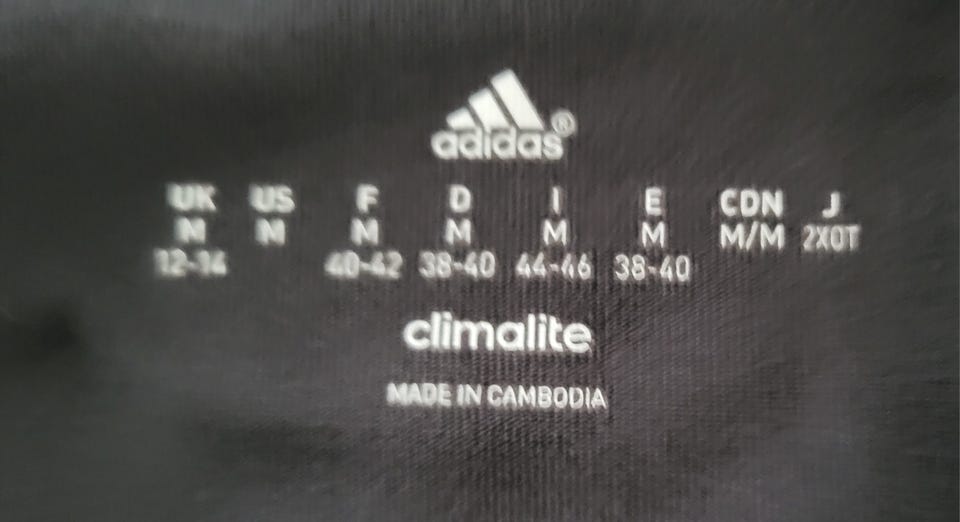 adidas®
UK US F D I E CDN J
M M M M M M M/M 2XOT
12-14 40-42 38-40 44-46 38-40
climalite
MADE IN CAMBODIA